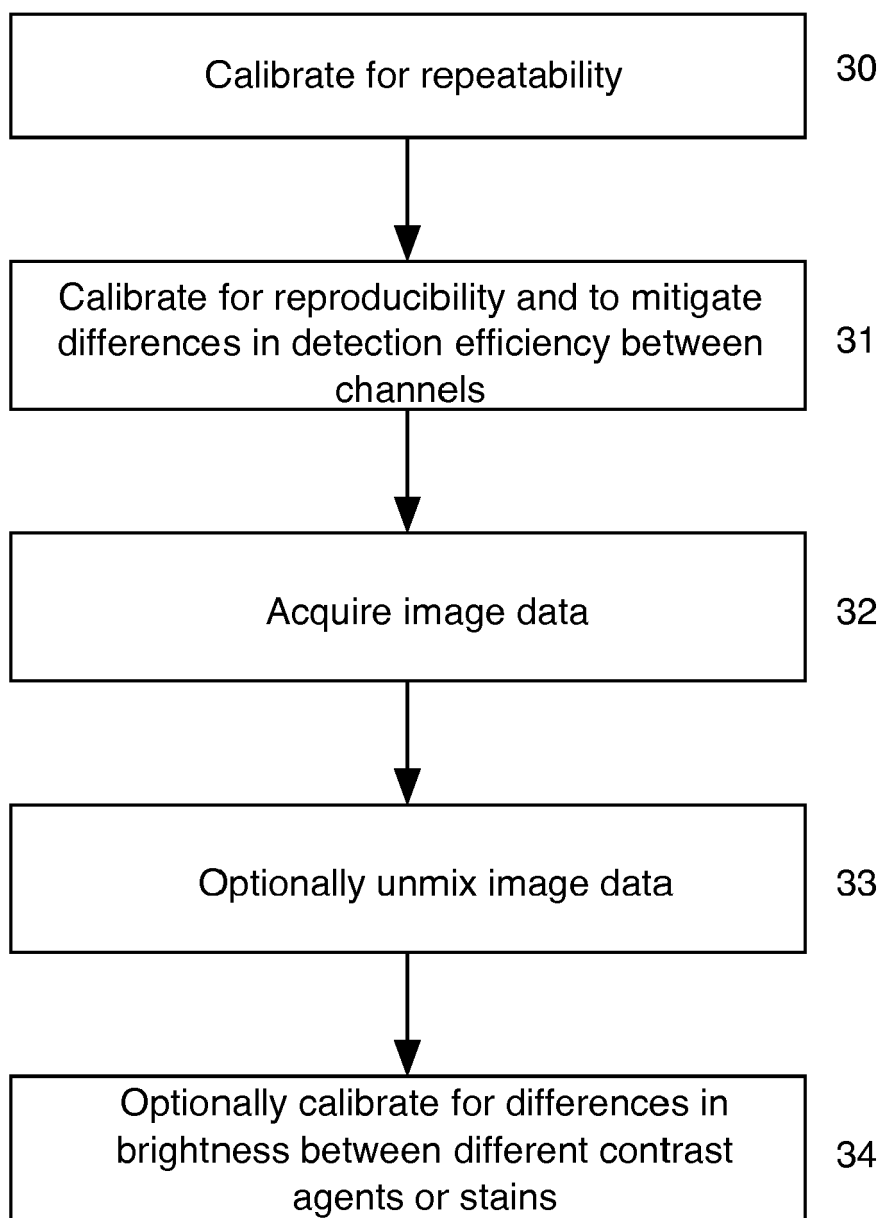 Calibrate for repeatability
30
Calibrate for reproducibility and to mitigate
differences in detection efficiency between
channels
31
Acquire image data
32
Optionally unmix image data
33
Optionally calibrate for differences in
brightness between different contrast
agents or stains
34